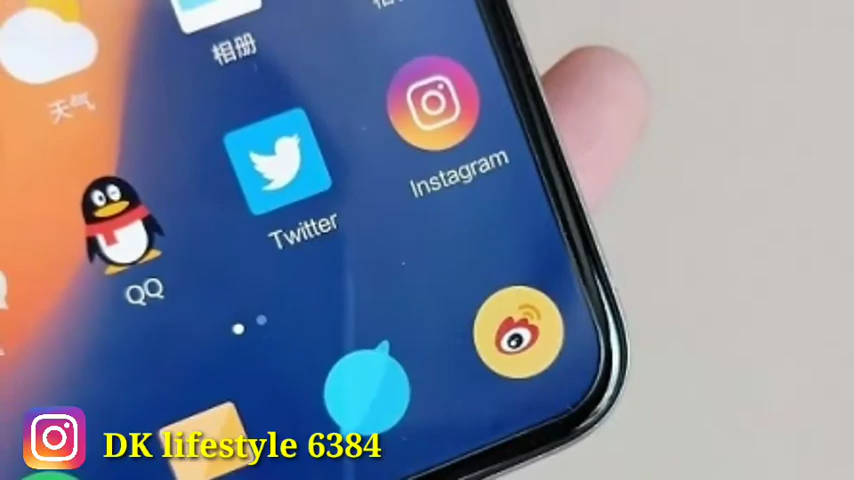 相册
天气
Instagram
Twitter
QQ
DK lifestyle 6384